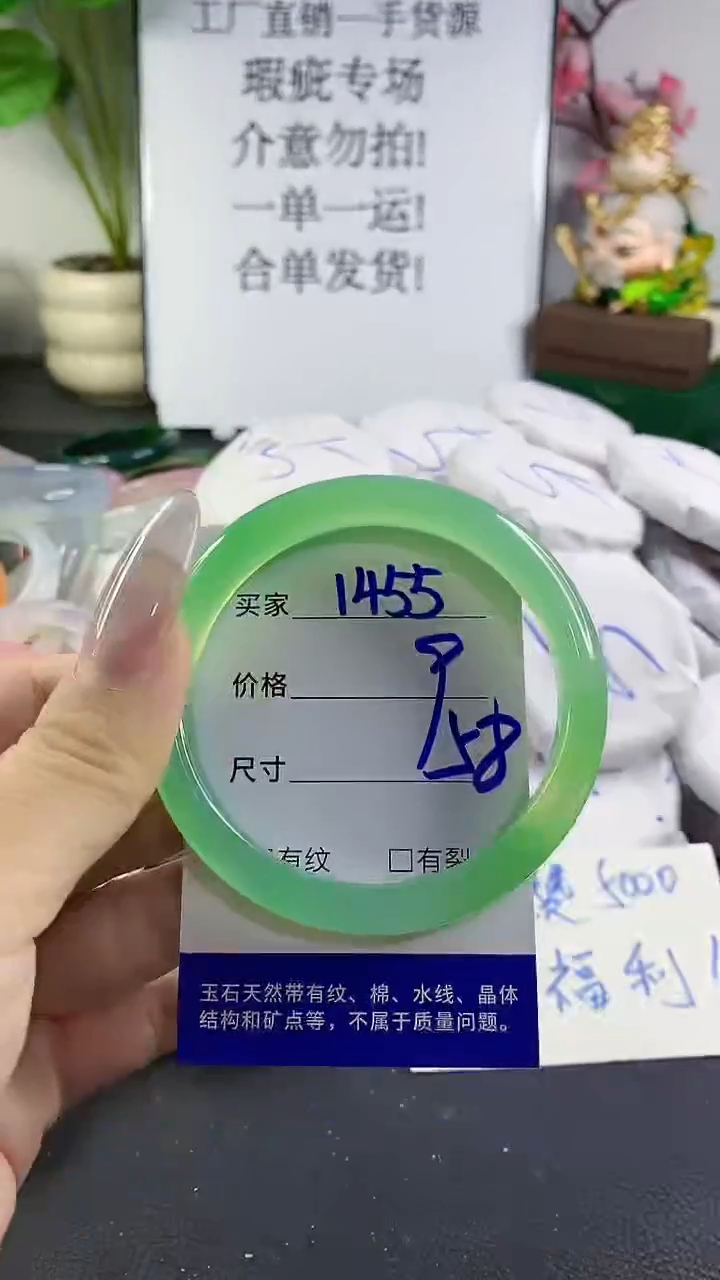 工厂直销一手货源
瑕疵专场
介意勿拍!
一单一运!
合单发货!
买家 1455
价格
尺寸 58
有纹 □有裂
玉石天然带有纹、棉、水线、晶体
结构和矿点等，不属于质量问题。
5000
福利